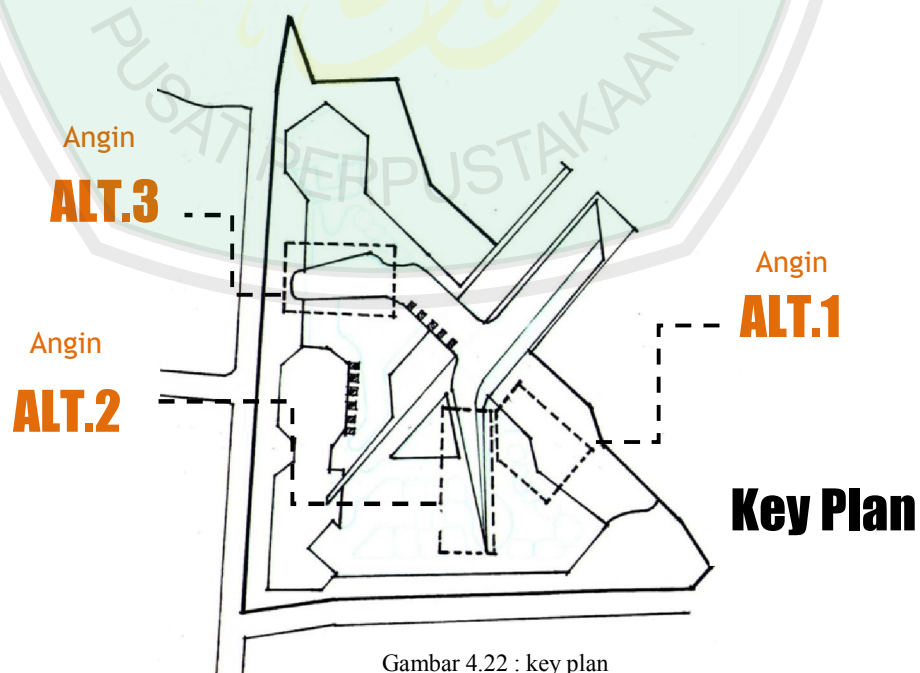 PUSAT PERPUSTAKAAN
Angin
ALT.3
Angin
ALT.1
Angin
ALT.2
Key Plan
Gambar 4.22 : key plan